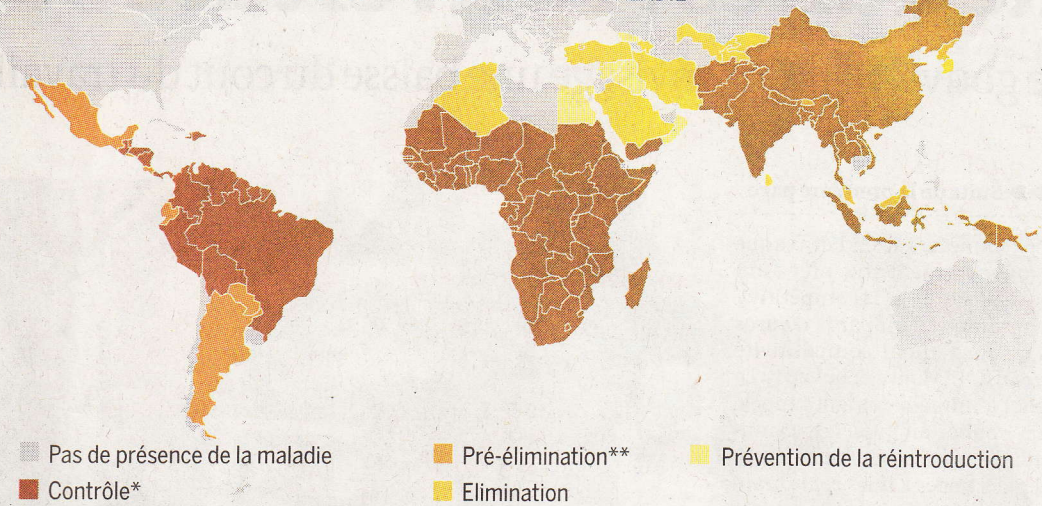 Pas de présence de la maladie
Contrôle*
Pré-élimination**
Elimination
Prévention de la réintroduction